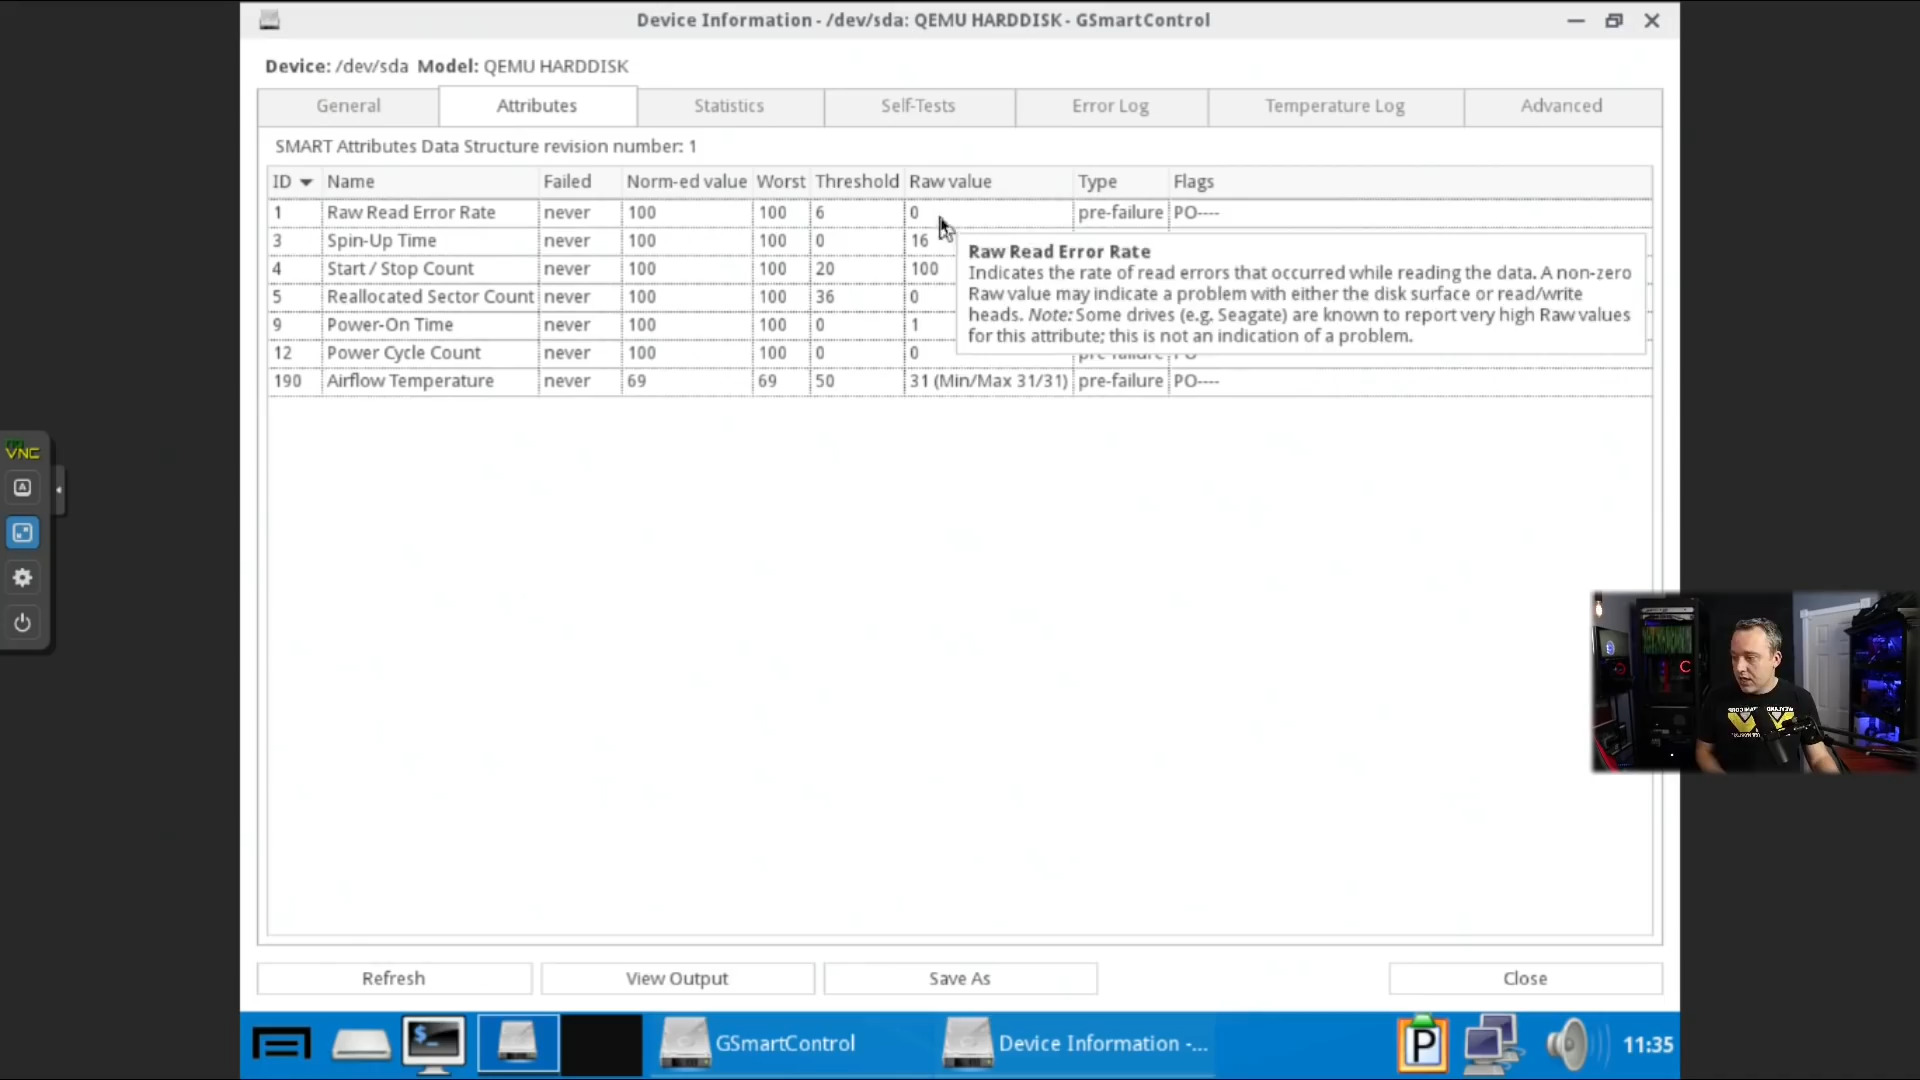 Device Information - /dev/sda: QEMU HARDDISK - GSmartControl
Device: /dev/sda Model: QEMU HARDDISK
General Attributes Statistics Self-Tests Error Log Temperature Log Advanced
SMART Attributes Data Structure revision number: 1
ID Name Failed Norm-ed value Worst Threshold Raw value Type Flags
1 Raw Read Error Rate never 100 100 6 0 pre-failure PO----
3 Spin-Up Time never 100 100 0 16
4 Start / Stop Count never 100 100 20 100
5 Reallocated Sector Count never 100 100 36 0
9 Power-On Time never 100 100 0 1
12 Power Cycle Count never 100 100 0 0
190 Airflow Temperature never 69 69 50 31 (Min/Max 31/31) pre-failure PO----
Raw Read Error Rate
Indicates the rate of read errors that occurred while reading the data. A non-zero
Raw value may indicate a problem with either the disk surface or read/write
heads. Note: Some drives (e.g. Seagate) are known to report very high Raw values
for this attribute; this is not an indication of a problem.
VNC
A
Refresh View Output Save As Close
$_
GSmartControl
Device Information -...
P
11:35